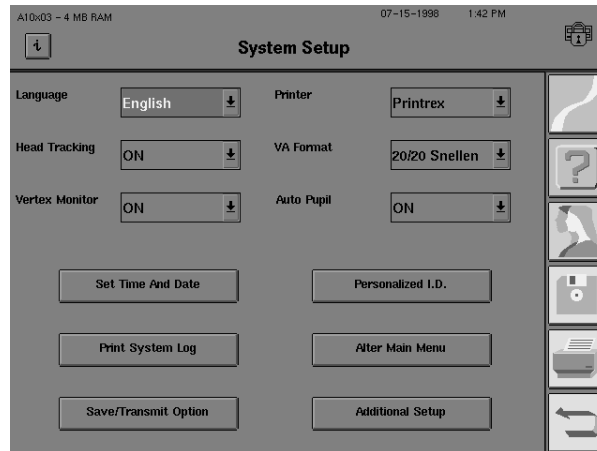 A10x03 – 4 MB RAM 07–15–1998 1:42 PM
i System Setup
Language English Printer Printrex
Head Tracking ON VA Format 20/20 Snellen
Vertex Monitor ON Auto Pupil ON
Set Time And Date Personalized I.D.
Print System Log Alter Main Menu
Save/Transmit Option Additional Setup